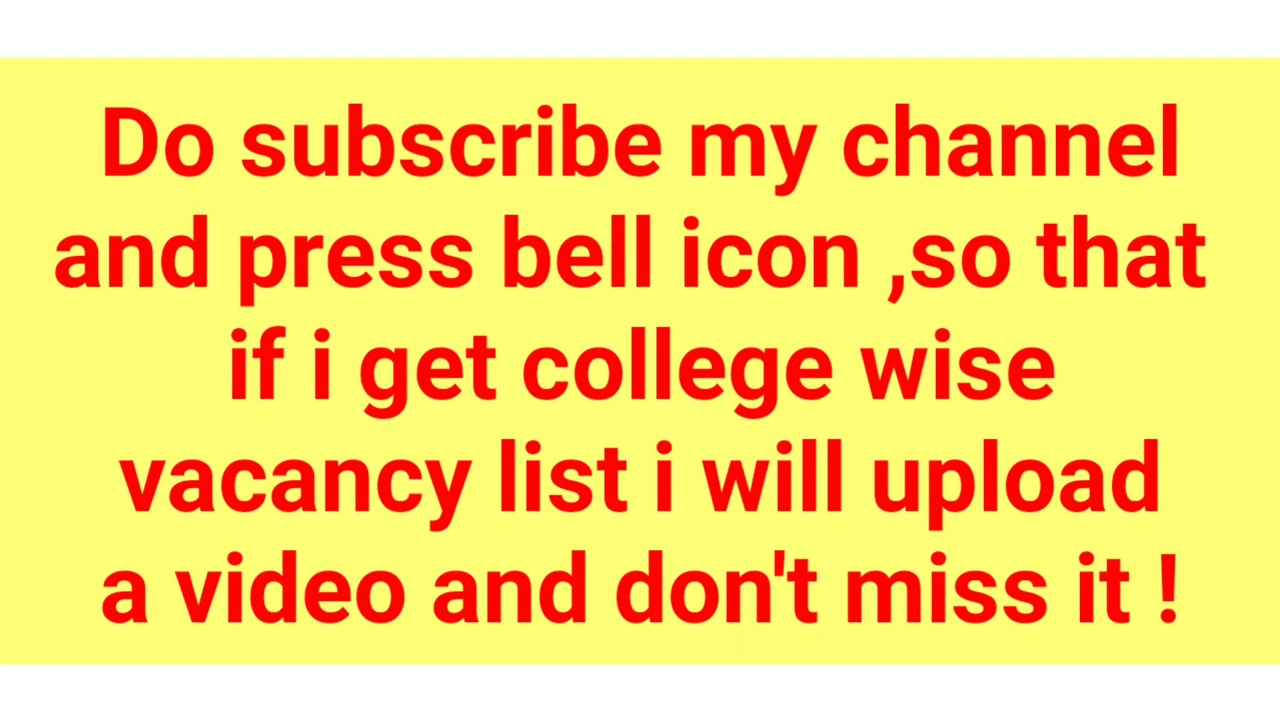 Do subscribe my channel
and press bell icon ,so that
if i get college wise
vacancy list i will upload
a video and don't miss it !